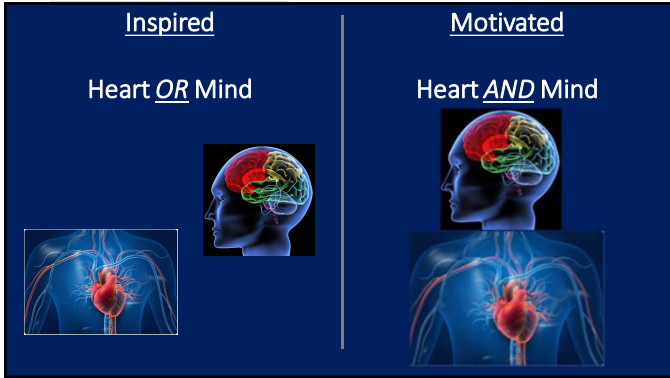 Inspired
Heart OR Mind
Motivated
Heart AND Mind